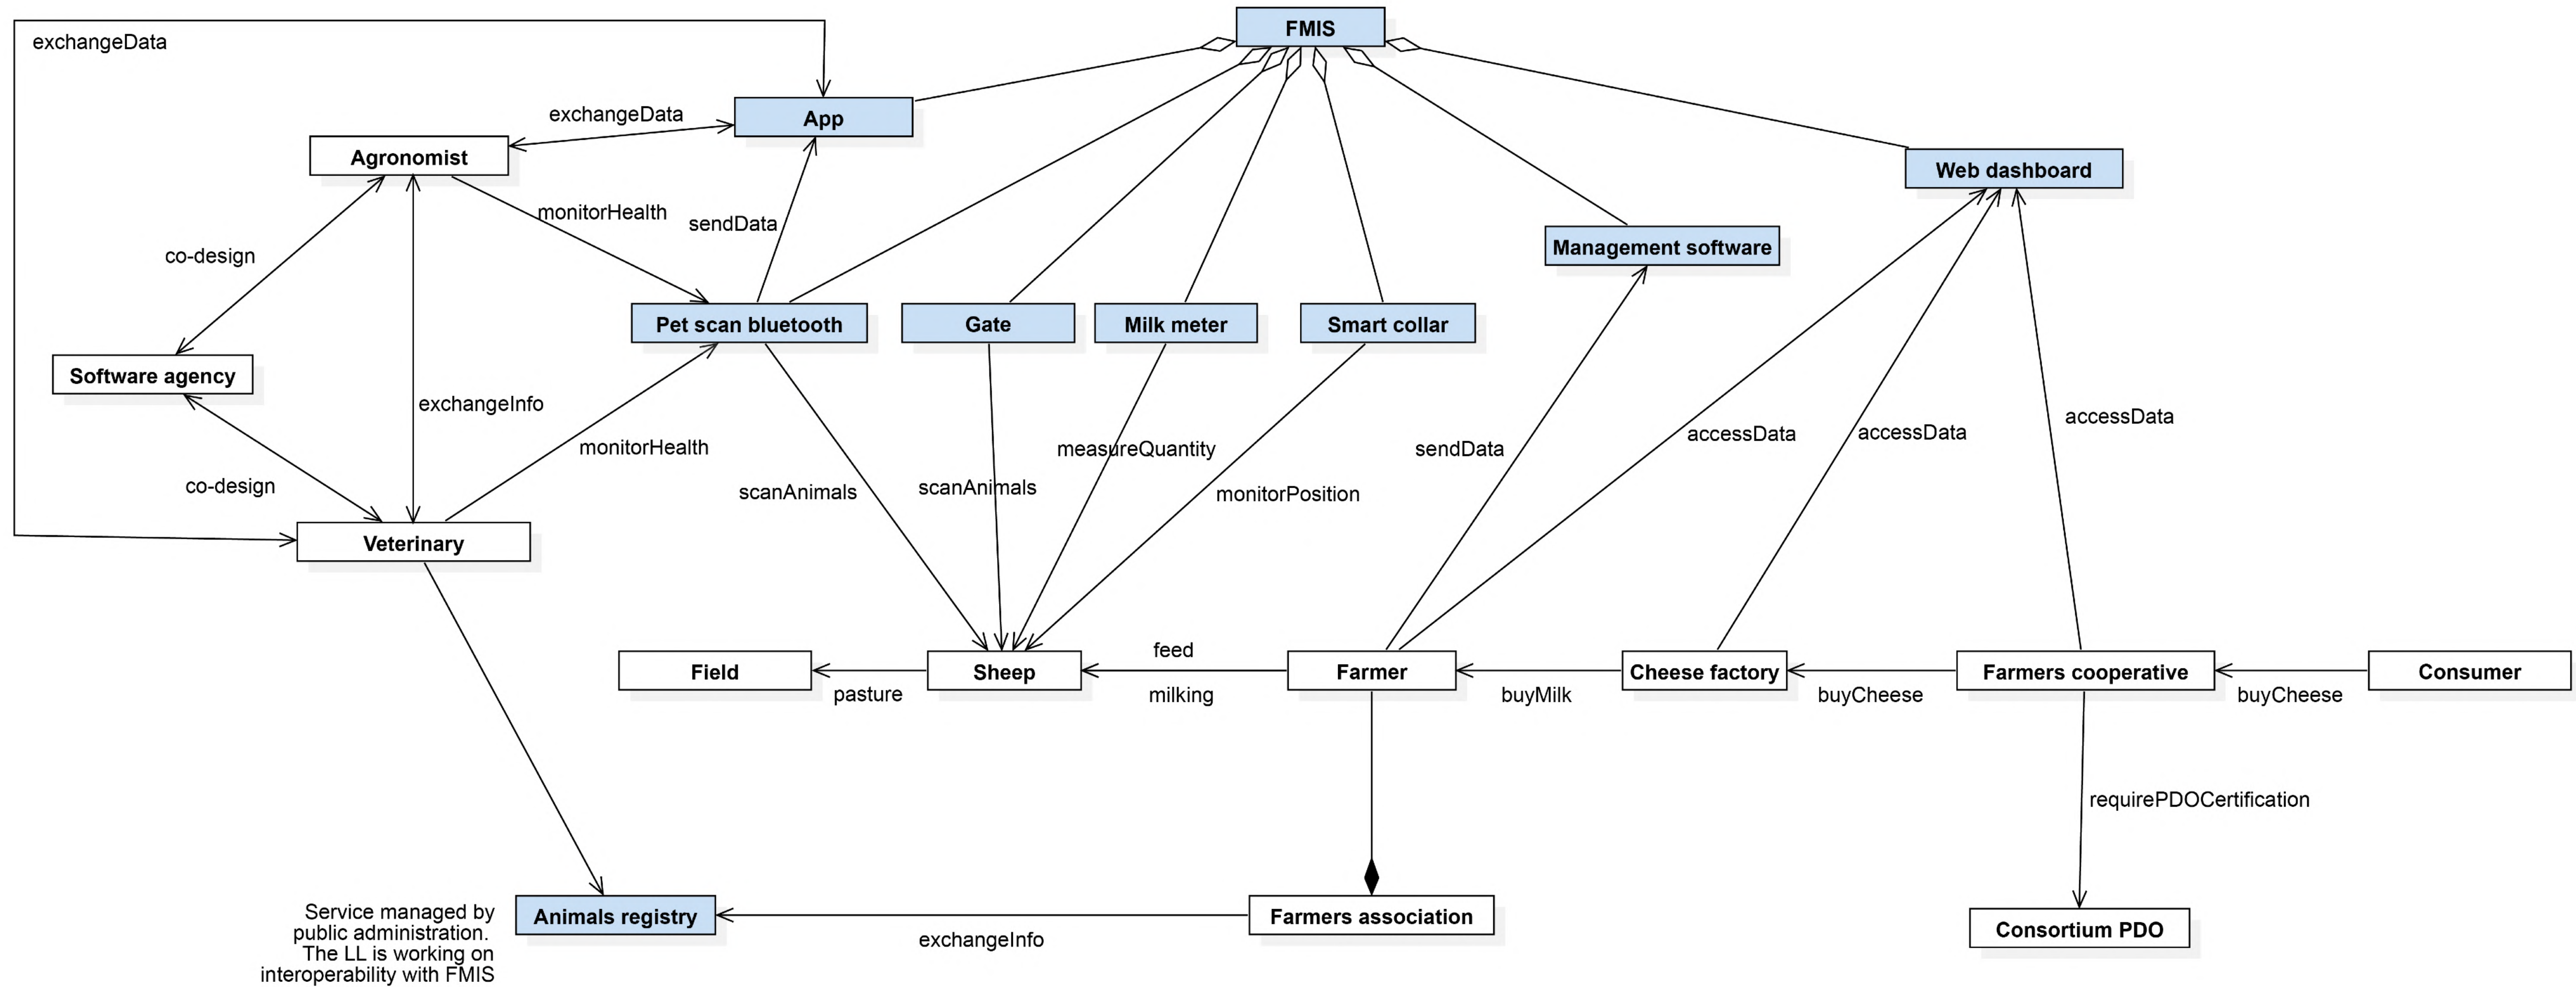 FMIS
exchangeData
App
exchangeData
Agronomist
Web dashboard
monitorHealth
sendData
Management software
co-design
Pet scan bluetooth
Gate
Milk meter
Smart collar
Software agency
exchangeInfo
accessData
accessData
accessData
monitorHealth
measureQuantity
sendData
co-design
scanAnimals
scanAnimals
monitorPosition
Veterinary
feed
Field
Sheep
Farmer
Cheese factory
Farmers cooperative
Consumer
pasture
milking
buyMilk
buyCheese
buyCheese
requirePDOCertification
Service managed by
public administration.
The LL is working on
interoperability with FMIS
Animals registry
Farmers association
exchangeInfo
Consortium PDO